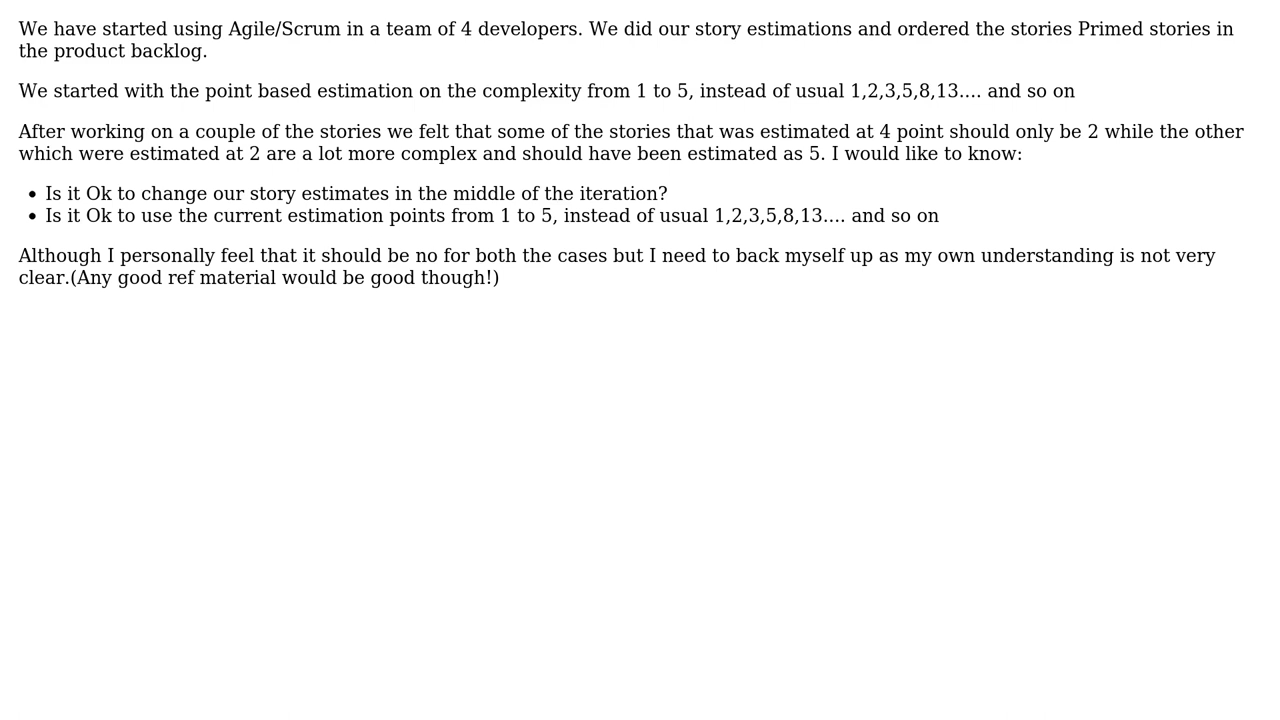 We have started using Agile/Scrum in a team of 4 developers. We did our story estimations and ordered the stories Primed stories in
the product backlog.
We started with the point based estimation on the complexity from 1 to 5, instead of usual 1,2,3,5,8,13.... and so on
After working on a couple of the stories we felt that some of the stories that was estimated at 4 point should only be 2 while the other
which were estimated at 2 are a lot more complex and should have been estimated as 5. I would like to know:
• Is it Ok to change our story estimates in the middle of the iteration?
• Is it Ok to use the current estimation points from 1 to 5, instead of usual 1,2,3,5,8,13.... and so on
Although I personally feel that it should be no for both the cases but I need to back myself up as my own understanding is not very
clear.(Any good ref material would be good though!)